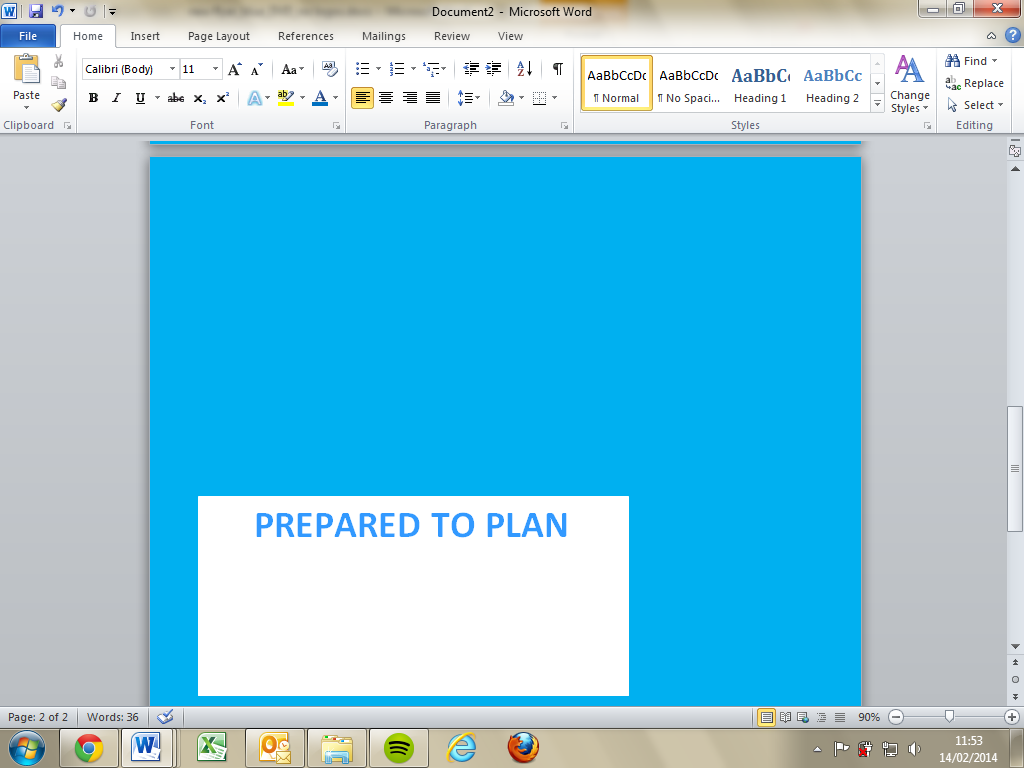 Document2 - Microsoft Word
File Home Insert Page Layout References Mailings Review View
Paste
Calibri (Body) 11
AaBbCcDc AaBbCcDc AaBbC AaBbCc
¶ Normal ¶ No Spaci... Heading 1 Heading 2
Change Styles
Find
Replace
Select
Clipboard Font Paragraph Styles Editing
PREPARED TO PLAN
Page: 2 of 2 Words: 36 90%
11:53
14/02/2014